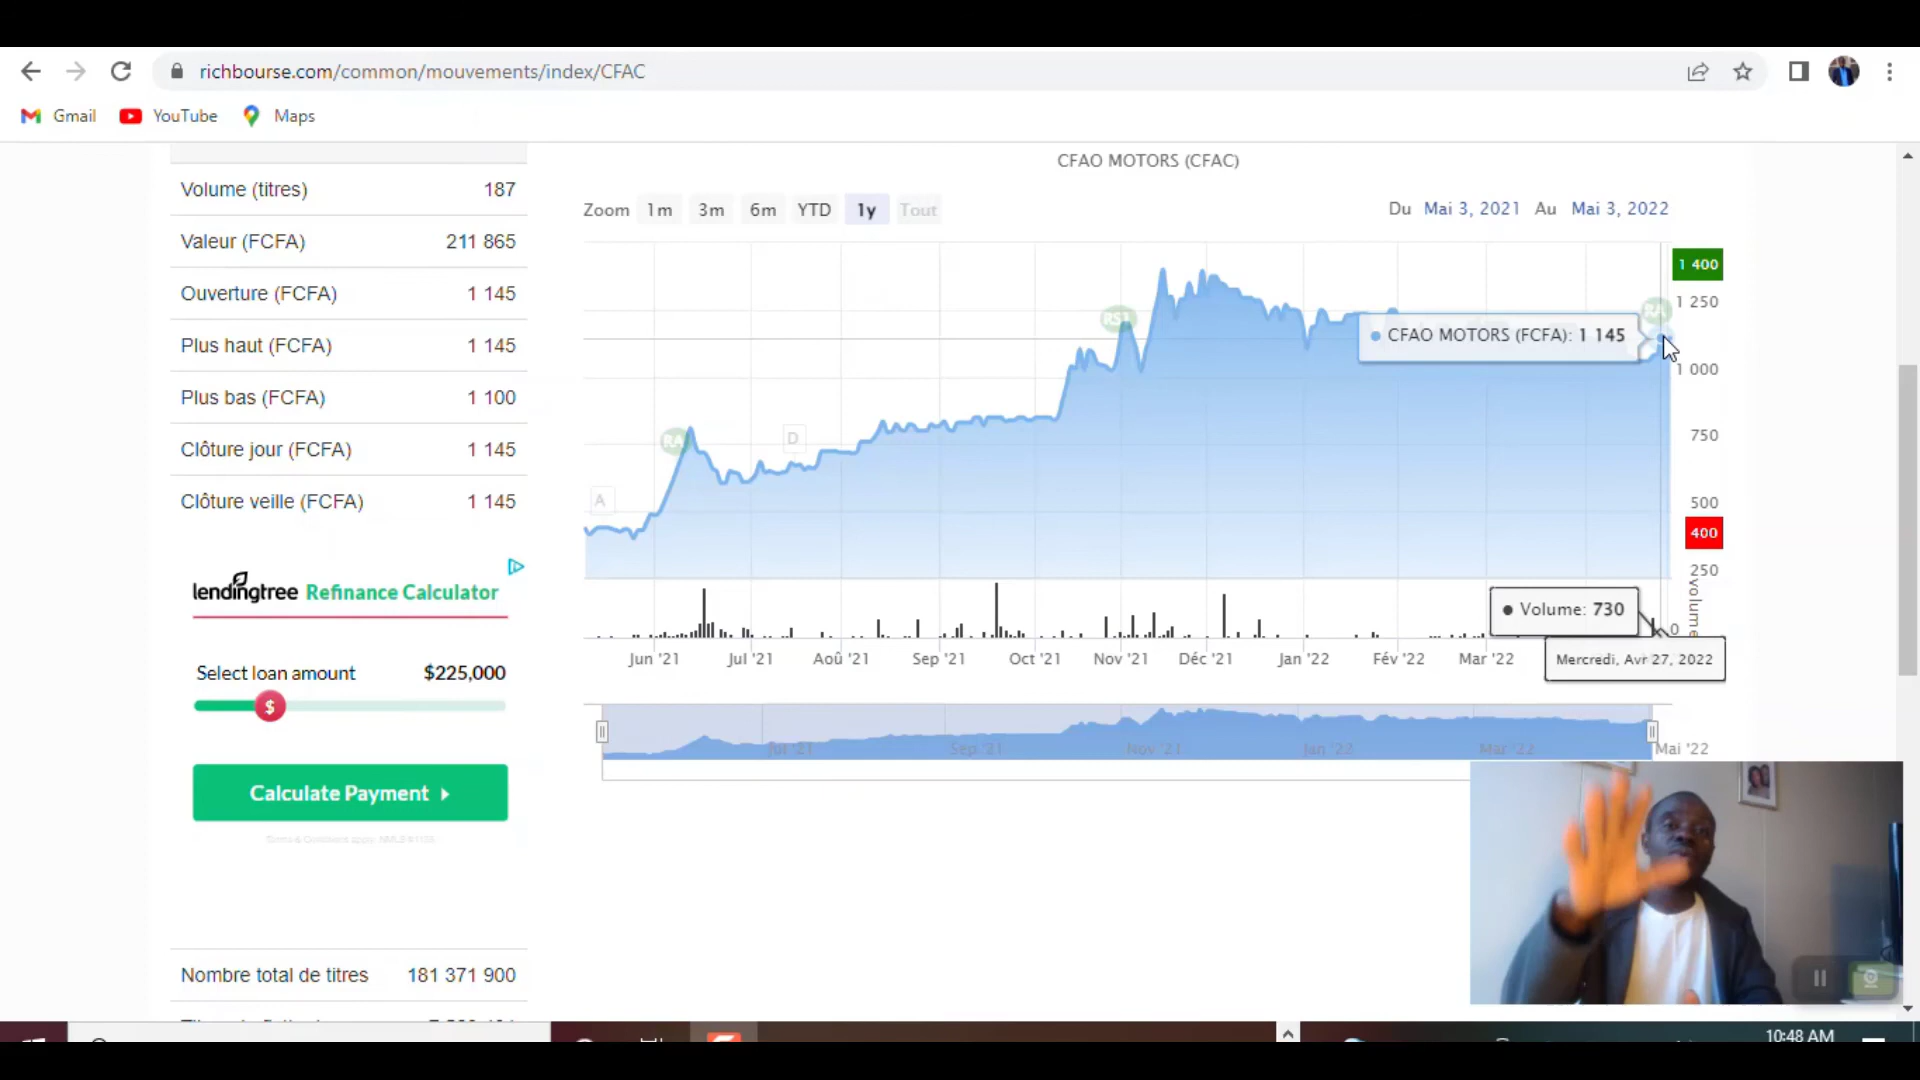 richbourse.com/common/mouvements/index/CFAC
Gmail YouTube Maps
Volume (titres) 187
Valeur (FCFA) 211 865
Ouverture (FCFA) 1 145
Plus haut (FCFA) 1 145
Plus bas (FCFA) 1 100
Clôture jour (FCFA) 1 145
Clôture veille (FCFA) 1 145
lendingtree Refinance Calculator
Select loan amount $225,000
$
Calculate Payment
Nombre total de titres 181 371 900
CFAO MOTORS (CFAC)
Zoom 1m 3m 6m YTD 1y Tout
Du Mai 3, 2021 Au Mai 3, 2022
1 400
1 250
1 000
750
500
400
250
0
volume
A
RA
D
RS1
RA
CFAO MOTORS (FCFA): 1 145
Volume: 730
Mercredi, Avr 27, 2022
Jun '21 Jul '21 Aoû '21 Sep '21 Oct '21 Nov '21 Déc '21 Jan '22 Fév '22 Mar '22
Jul '21 Sep '21 Nov '21 Jan '22 Mar '22 Mai '22
10:48 AM